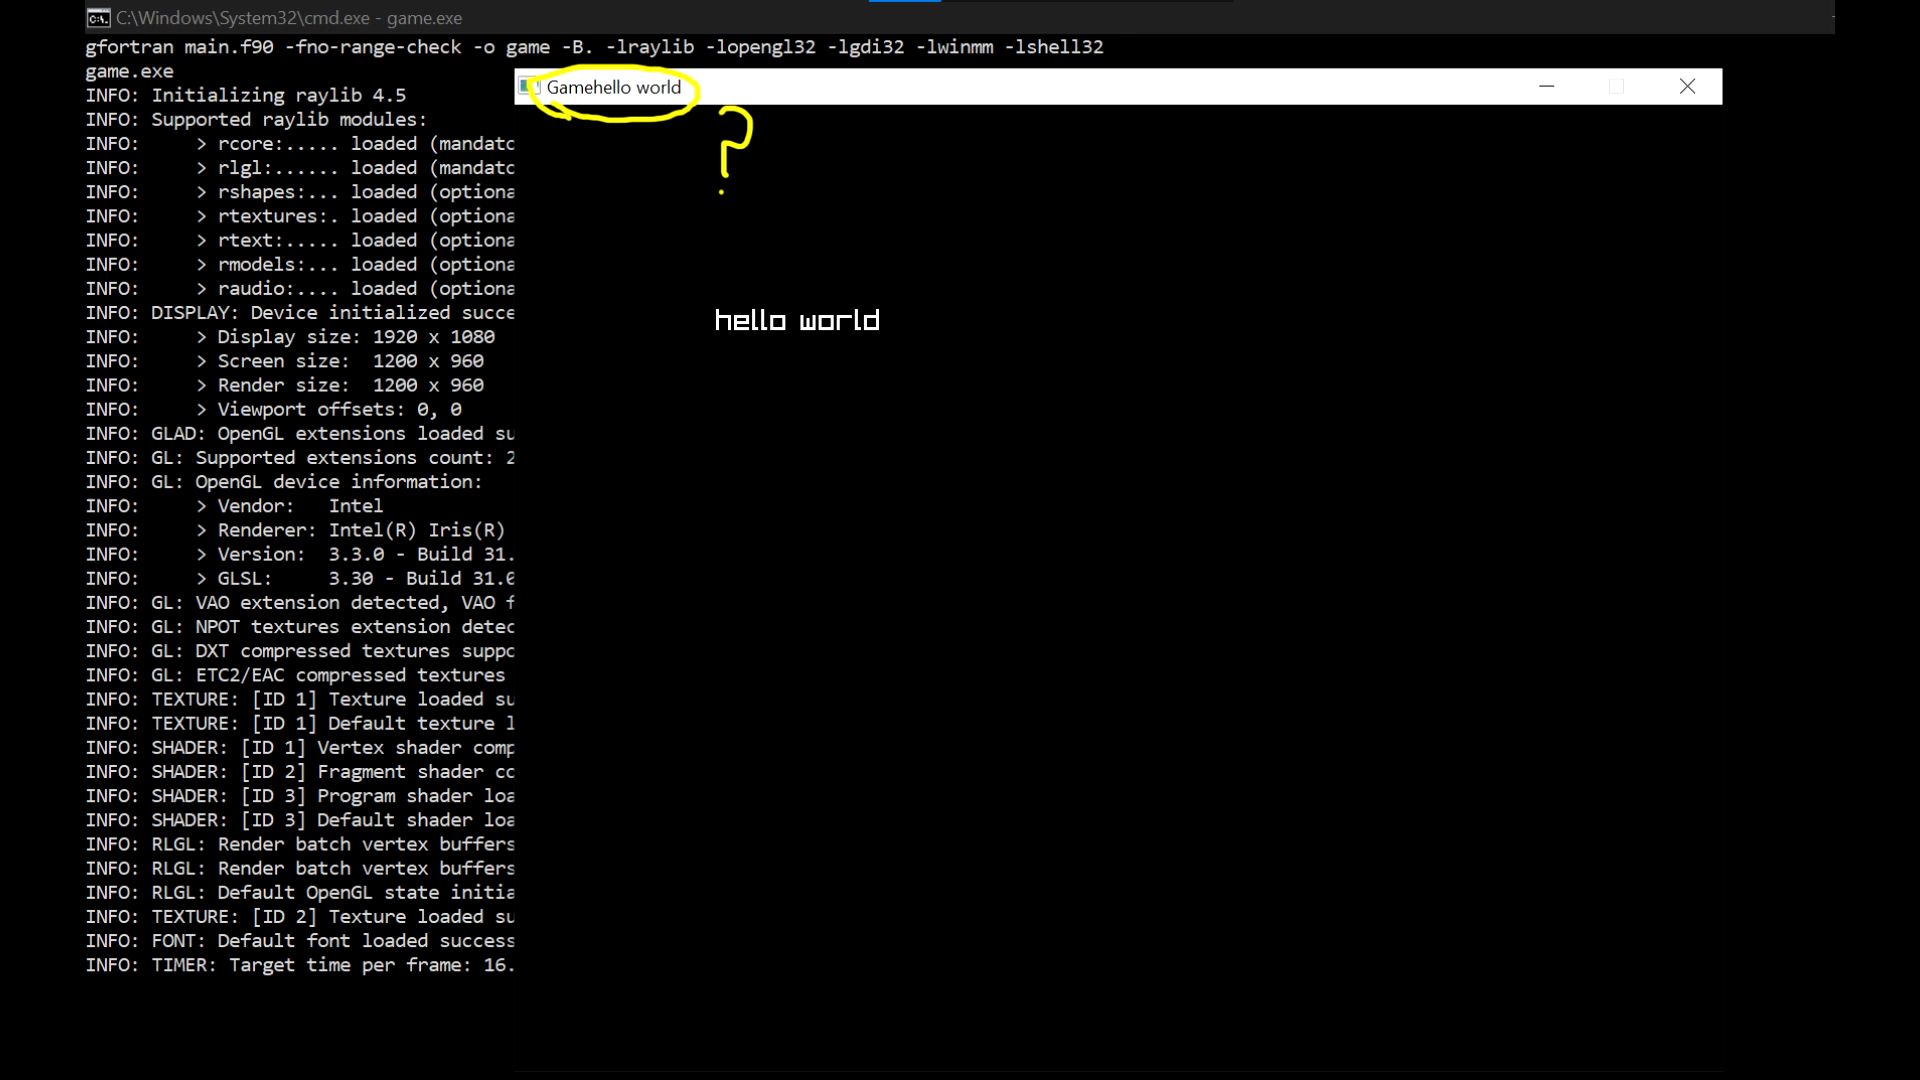 C:\Windows\System32\cmd.exe - game.exe
gfortran main.f90 -fno-range-check -o game -B. -lraylib -lopengl32 -lgdi32 -lwinmm -lshell32
game.exe
Gamehello world
?
hello world
INFO: Initializing raylib 4.5
INFO: Supported raylib modules:
INFO:     > rcore:..... loaded (mandatc
INFO:     > rlgl:...... loaded (mandatc
INFO:     > rshapes:... loaded (optiona
INFO:     > rtextures:. loaded (optiona
INFO:     > rtext:..... loaded (optiona
INFO:     > rmodels:... loaded (optiona
INFO:     > raudio:.... loaded (optiona
INFO: DISPLAY: Device initialized succe
INFO:     > Display size: 1920 x 1080
INFO:     > Screen size:  1200 x 960
INFO:     > Render size:  1200 x 960
INFO:     > Viewport offsets: 0, 0
INFO: GLAD: OpenGL extensions loaded su
INFO: GL: Supported extensions count: 2
INFO: GL: OpenGL device information:
INFO:     > Vendor:   Intel
INFO:     > Renderer: Intel(R) Iris(R)
INFO:     > Version:  3.3.0 - Build 31.
INFO:     > GLSL:     3.30 - Build 31.0
INFO: GL: VAO extension detected, VAO f
INFO: GL: NPOT textures extension detec
INFO: GL: DXT compressed textures suppo
INFO: GL: ETC2/EAC compressed textures
INFO: TEXTURE: [ID 1] Texture loaded su
INFO: TEXTURE: [ID 1] Default texture l
INFO: SHADER: [ID 1] Vertex shader comp
INFO: SHADER: [ID 2] Fragment shader co
INFO: SHADER: [ID 3] Program shader loa
INFO: SHADER: [ID 3] Default shader loa
INFO: RLGL: Render batch vertex buffers
INFO: RLGL: Render batch vertex buffers
INFO: RLGL: Default OpenGL state initia
INFO: TEXTURE: [ID 2] Texture loaded su
INFO: FONT: Default font loaded success
INFO: TIMER: Target time per frame: 16.